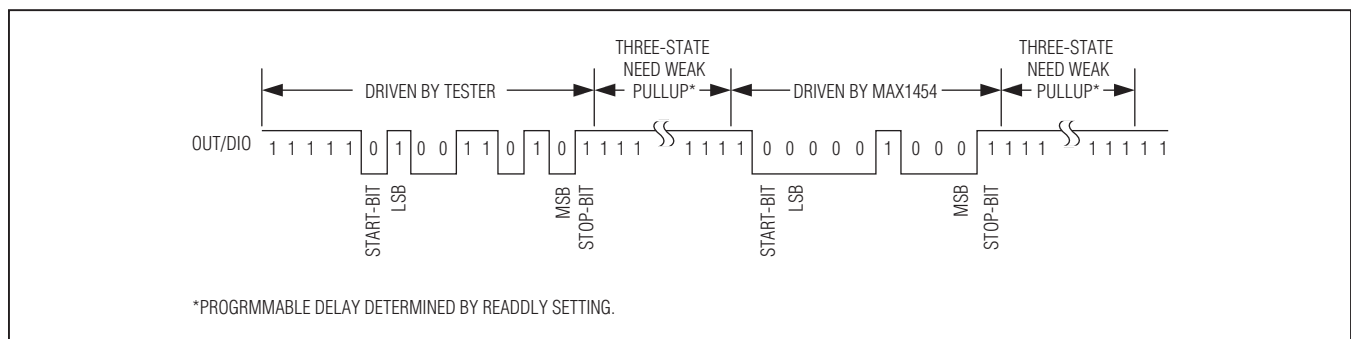 THREE-STATE
NEED WEAK
PULLUP*
THREE-STATE
NEED WEAK
PULLUP*
DRIVEN BY TESTER
DRIVEN BY MAX1454
OUT/DIO
1 1 1 1 1 0 1 0 0 1 1 0 1 0 1 1 1 1 1 1 1 1 0 0 0 0 0 1 0 0 0 1 1 1 1 1 1 1 1 1
START-BIT
LSB
MSB
STOP-BIT
START-BIT
LSB
MSB
STOP-BIT
*PROGRMMABLE DELAY DETERMINED BY READDLY SETTING.